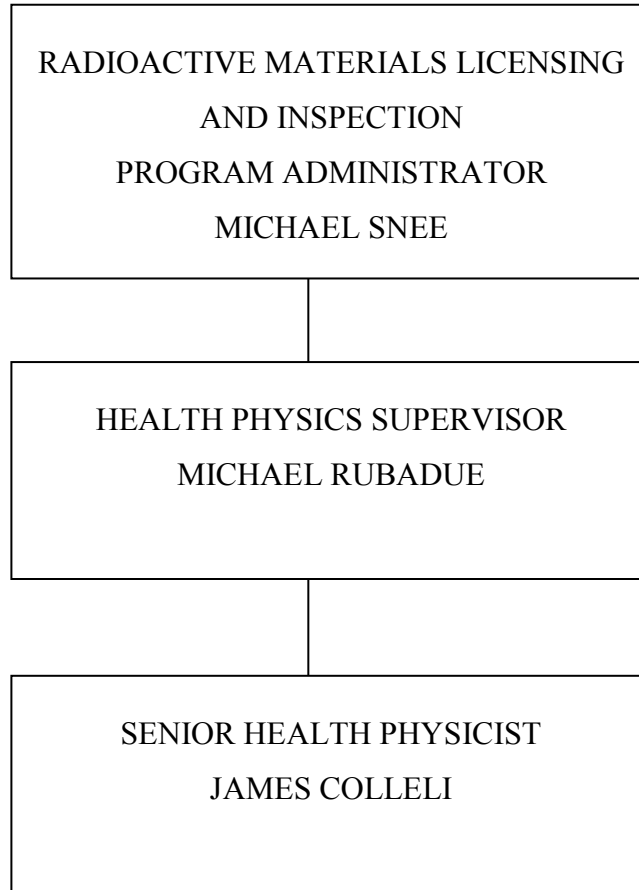 RADIOACTIVE MATERIALS LICENSING
AND INSPECTION
PROGRAM ADMINISTRATOR
MICHAEL SNEE
HEALTH PHYSICS SUPERVISOR
MICHAEL RUBADUE
SENIOR HEALTH PHYSICIST
JAMES COLLELI